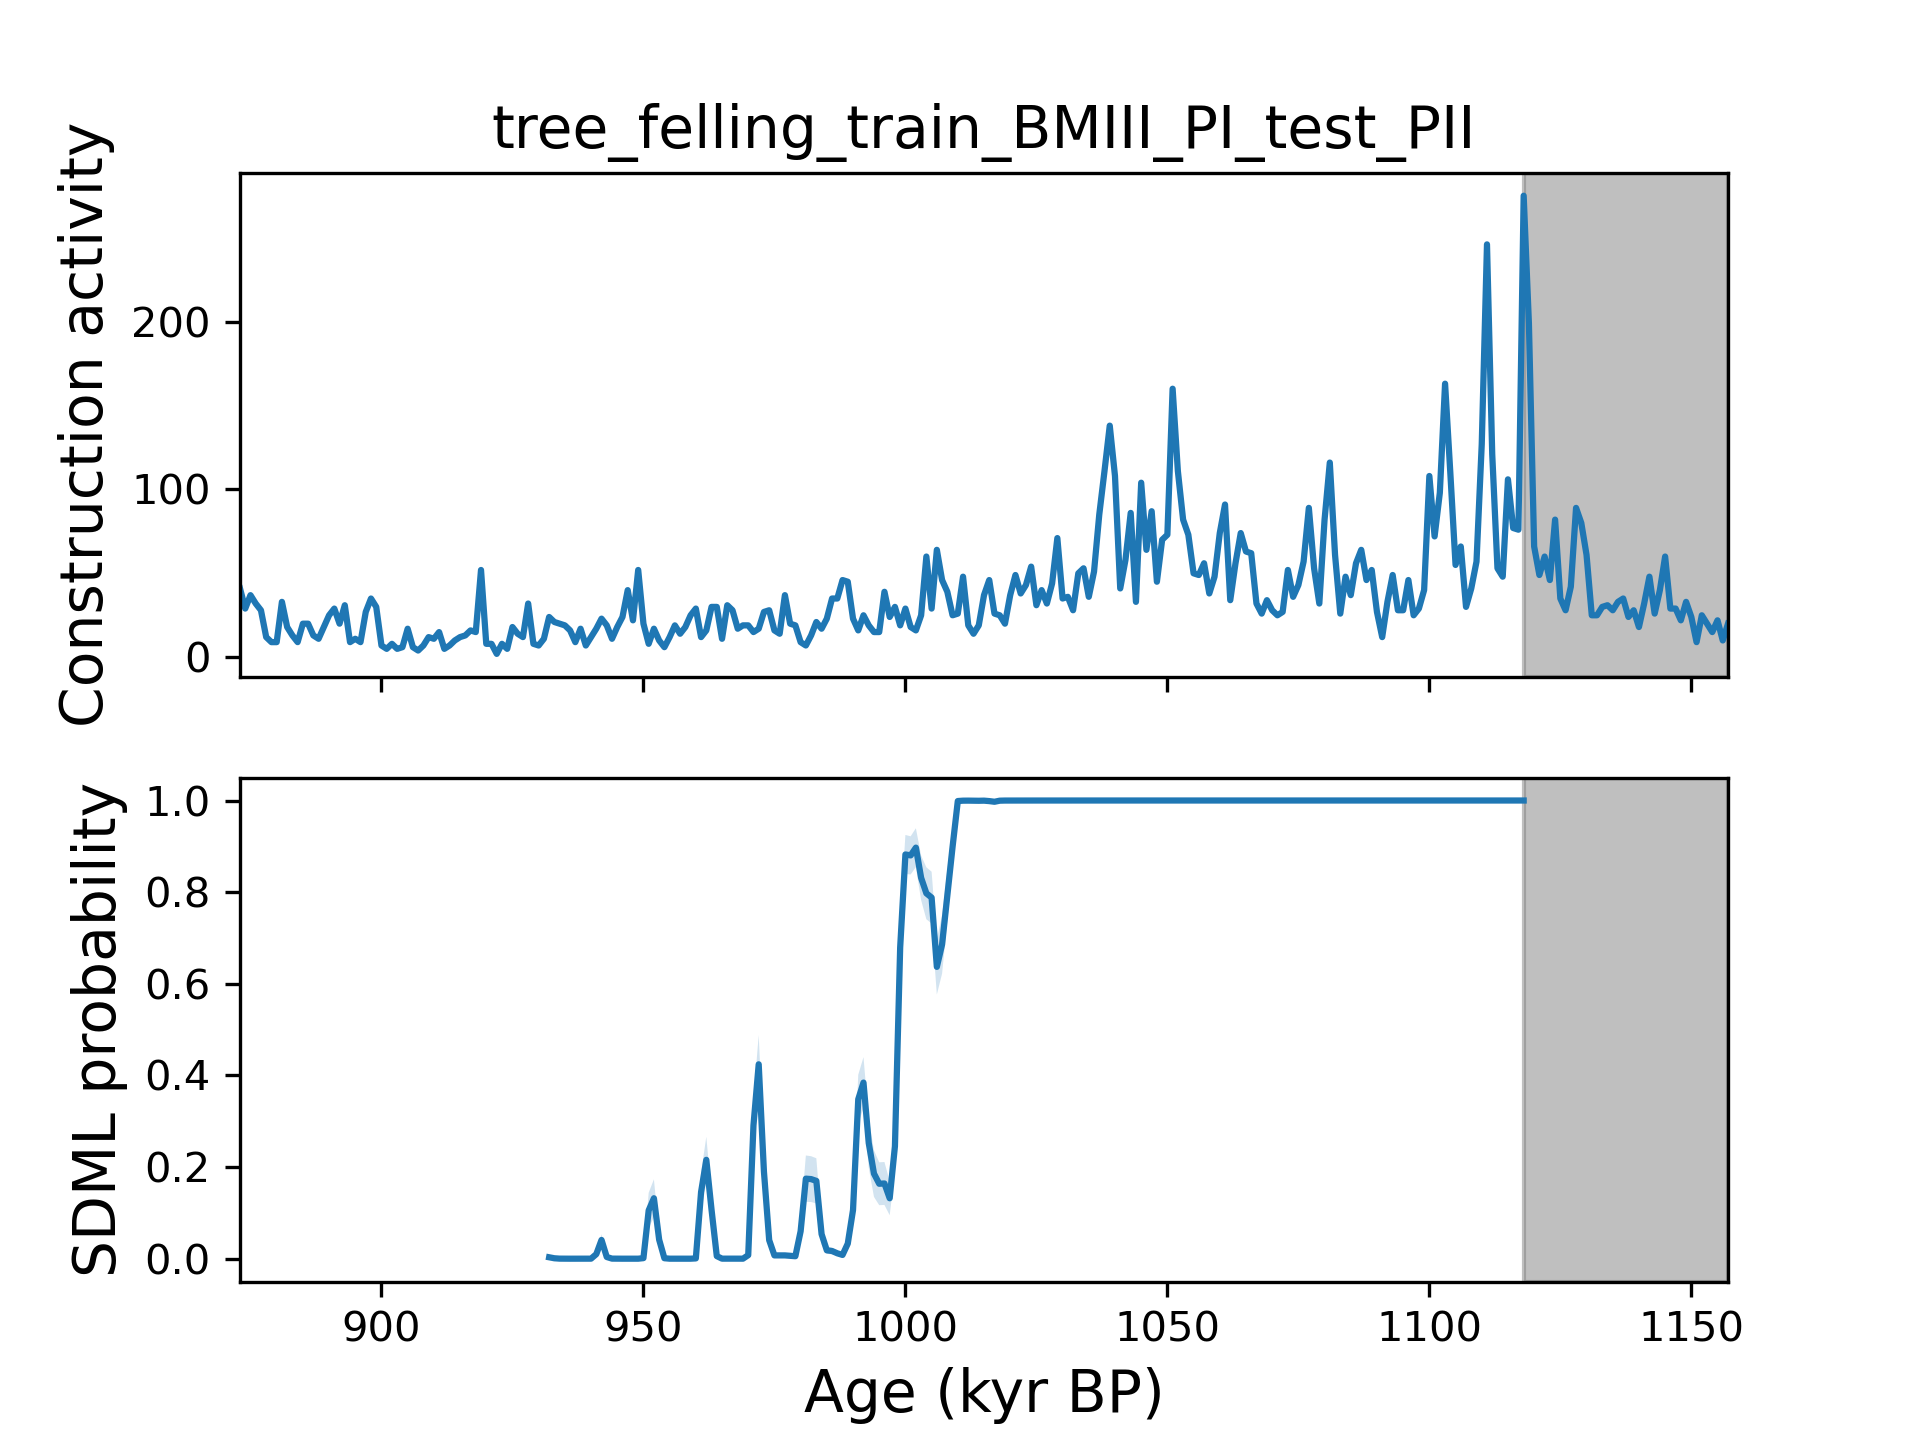 tree_felling_train_BMIII_PI_test_PII
Construction activity
200
100
0
SDML probability
1.0
0.8
0.6
0.4
0.2
0.0
900 950 1000 1050 1100 1150
Age (kyr BP)